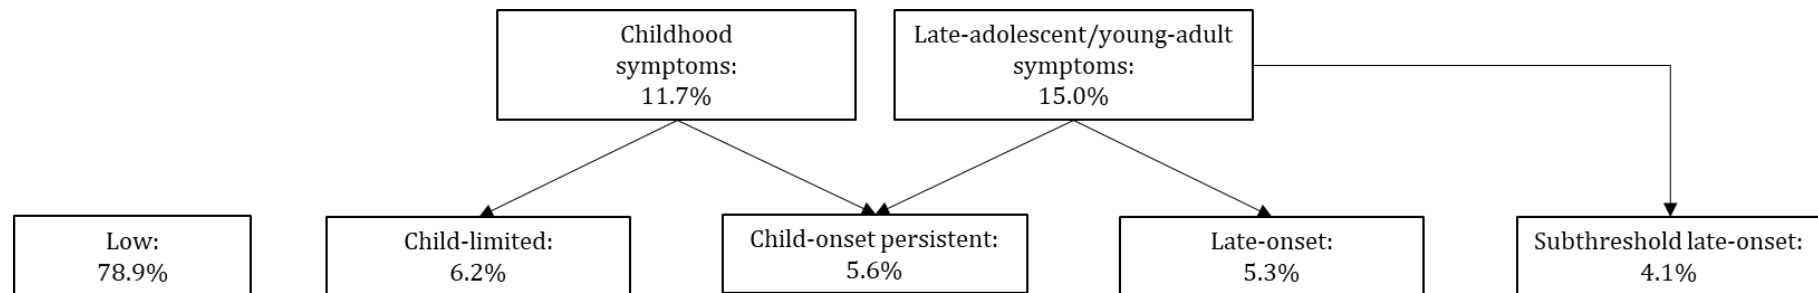 Childhood
symptoms:
11.7%
Late-adolescent/young-adult
symptoms:
15.0%
Low:
78.9%
Child-limited:
6.2%
Child-onset persistent:
5.6%
Late-onset:
5.3%
Subthreshold late-onset:
4.1%